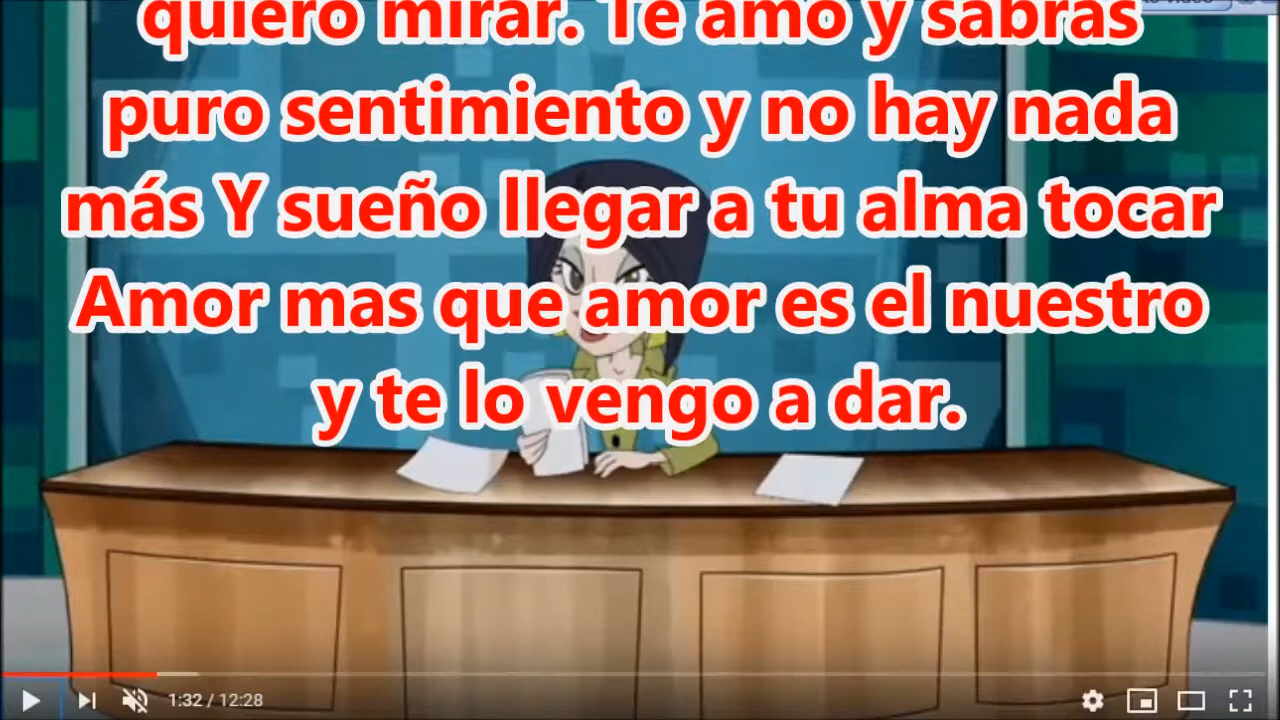 quiero mirar. Te amo y sabras
puro sentimiento y no hay nada
más Y sueño llegar a tu alma tocar
Amor mas que amor es el nuestro
y te lo vengo a dar.
1:32 / 12:28